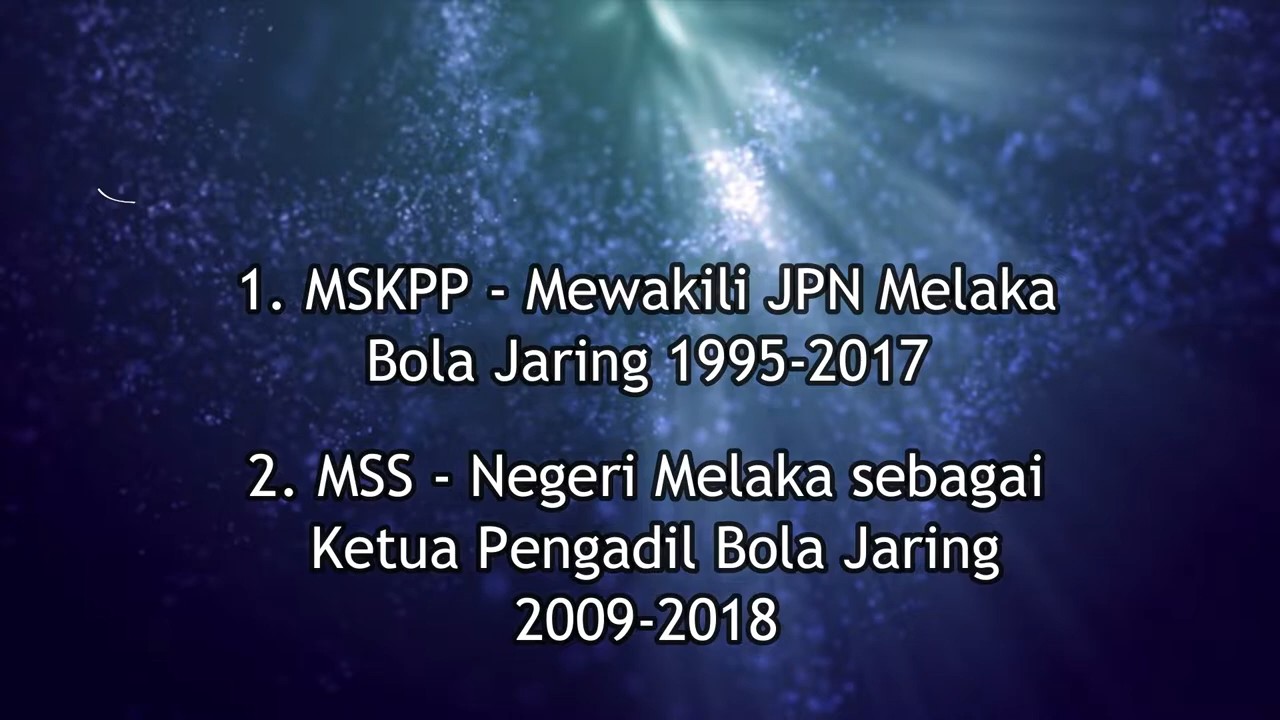 1. MSKPP - Mewakili JPN Melaka
Bola Jaring 1995-2017
2. MSS - Negeri Melaka sebagai
Ketua Pengadil Bola Jaring
2009-2018